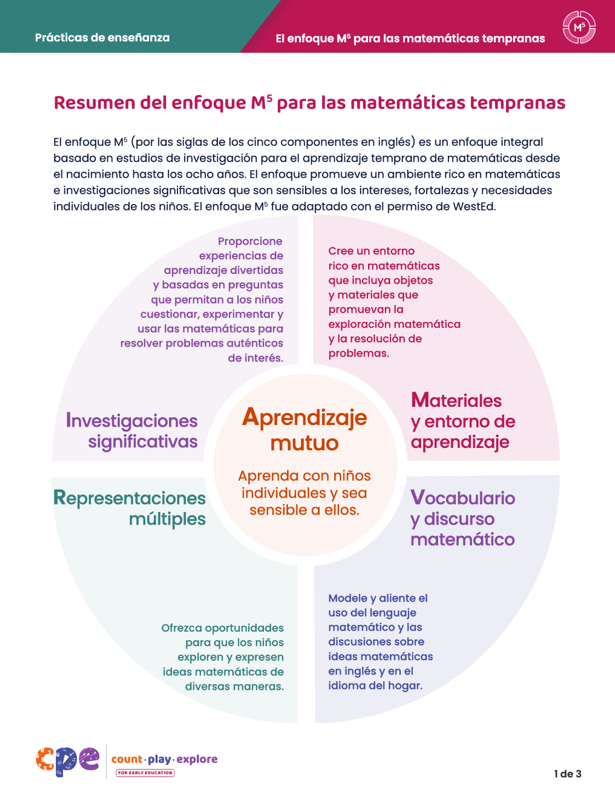 Prácticas de enseñanza
El enfoque M⁵ para las matemáticas tempranas
M⁵
Resumen del enfoque M⁵ para las matemáticas tempranas
El enfoque M⁵ (por las siglas de los cinco componentes en inglés) es un enfoque integral
basado en estudios de investigación para el aprendizaje temprano de matemáticas desde
el nacimiento hasta los ocho años. El enfoque promueve un ambiente rico en matemáticas
e investigaciones significativas que son sensibles a los intereses, fortalezas y necesidades
individuales de los niños. El enfoque M⁵ fue adaptado con el permiso de WestEd.
Proporcione
experiencias de
aprendizaje divertidas
y basadas en preguntas
que permitan a los niños
cuestionar, experimentar y
usar las matemáticas para
resolver problemas auténticos
de interés.
Cree un entorno
rico en matemáticas
que incluya objetos
y materiales que
promuevan la
exploración matemática
y la resolución de
problemas.
Investigaciones
significativas
Aprendizaje
mutuo
Aprenda con niños
individuales y sea
sensible a ellos.
Materiales
y entorno de
aprendizaje
Representaciones
múltiples
Vocabulario
y discurso
matemático
Ofrezca oportunidades
para que los niños
exploren y expresen
ideas matemáticas de
diversas maneras.
Modele y aliente el
uso del lenguaje
matemático y las
discusiones sobre
ideas matemáticas
en inglés y en el
idioma del hogar.
cpe
count·play·explore
FOR EARLY EDUCATION
1 de 3